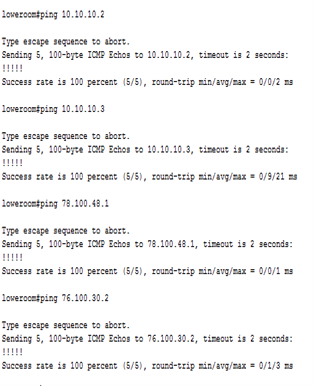 loweroom#ping 10.10.10.2
Type escape sequence to abort.
Sending 5, 100-byte ICMP Echos to 10.10.10.2, timeout is 2 seconds:
!!!!!
Success rate is 100 percent (5/5), round-trip min/avg/max = 0/0/2 ms
loweroom#ping 10.10.10.3
Type escape sequence to abort.
Sending 5, 100-byte ICMP Echos to 10.10.10.3, timeout is 2 seconds:
!!!!!
Success rate is 100 percent (5/5), round-trip min/avg/max = 0/9/21 ms
loweroom#ping 78.100.48.1
Type escape sequence to abort.
Sending 5, 100-byte ICMP Echos to 78.100.48.1, timeout is 2 seconds:
!!!!!
Success rate is 100 percent (5/5), round-trip min/avg/max = 0/0/1 ms
loweroom#ping 76.100.30.2
Type escape sequence to abort.
Sending 5, 100-byte ICMP Echos to 76.100.30.2, timeout is 2 seconds:
!!!!!
Success rate is 100 percent (5/5), round-trip min/avg/max = 0/1/3 ms